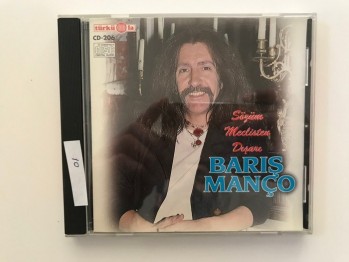 türküola
CD-206
Sözüm
Meclisten
Dışarı
BARIŞ
MANÇO
10